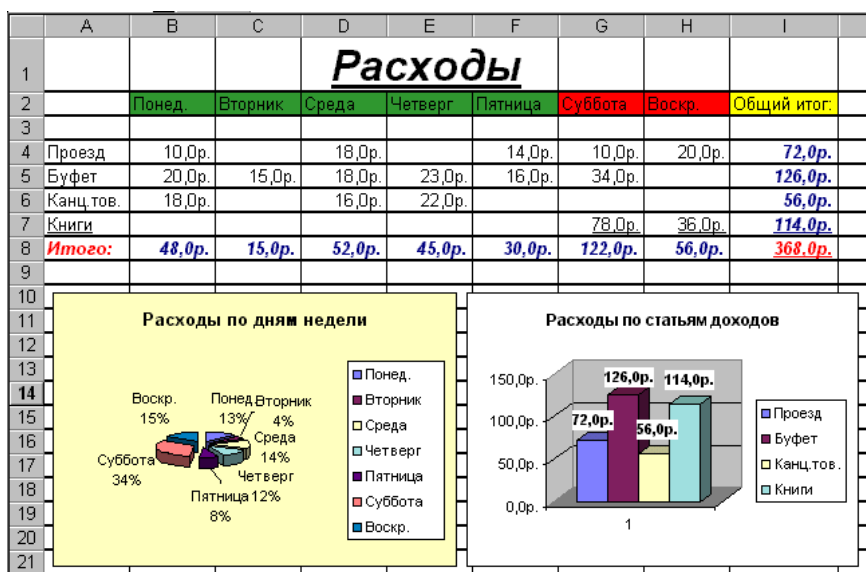 A B C D E F G H I
1 Расходы
2 Понед. Вторник Среда Четверг Пятница Суббота Воскр. Общий итог:
3
4 Проезд 10,0р. 18,0р. 14,0р. 10,0р. 20,0р. 72,0р.
5 Буфет 20,0р. 15,0р. 18,0р. 23,0р. 16,0р. 34,0р. 126,0р.
6 Канц.тов. 18,0р. 16,0р. 22,0р. 56,0р.
7 Книги 78,0р. 36,0р. 114,0р.
8 Итого: 48,0р. 15,0р. 52,0р. 45,0р. 30,0р. 122,0р. 56,0р. 368,0р.
9
10
11
12
13
14
15
16
17
18
19
20
21
Расходы по дням недели
Понед.
13%
Вторник
4%
Среда
14%
Четверг
12%
Пятница
8%
Суббота
34%
Воскр.
15%
Понед.
Вторник
Среда
Четверг
Пятница
Суббота
Воскр.
Расходы по статьям доходов
150,0р.
100,0р.
50,0р.
0,0р.
72,0р.
126,0р.
56,0р.
114,0р.
1
Проезд
Буфет
Канц.тов.
Книги